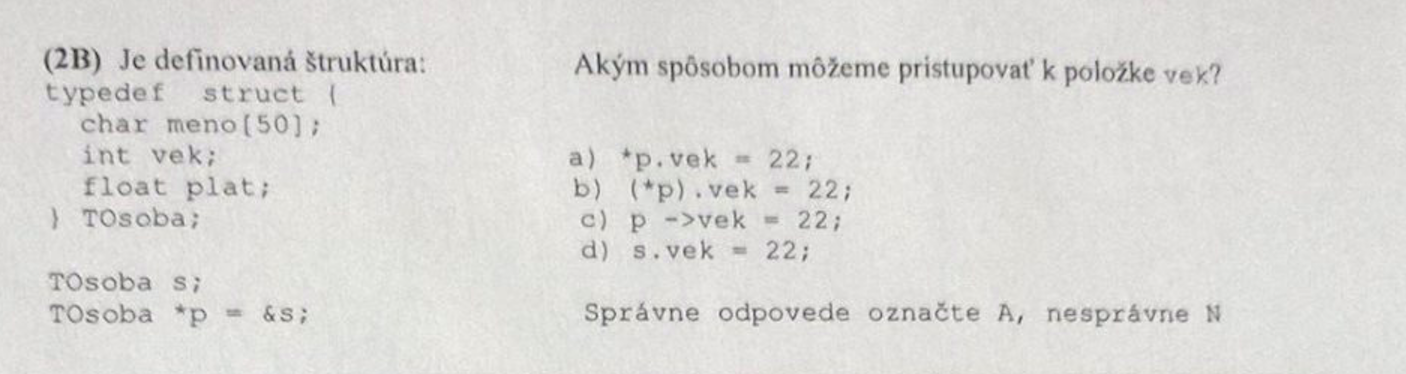 (2B) Je definovaná štruktúra:
typedef struct {
char meno[50];
int vek;
float plat;
} TOsoba;
TOsoba s;
TOsoba *p = &s;
Akým spôsobom môžeme pristupovať k položke vek?
a) *p.vek = 22;
b) (*p).vek = 22;
c) p ->vek = 22;
d) s.vek = 22;
Správne odpovede označte A, nesprávne N